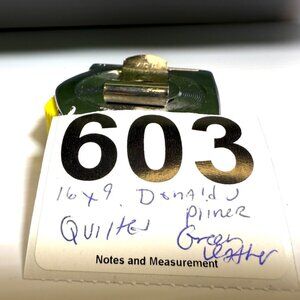 603
16x9 Donald J
Pliner
Quilted Green
Leather
Notes and Measurement